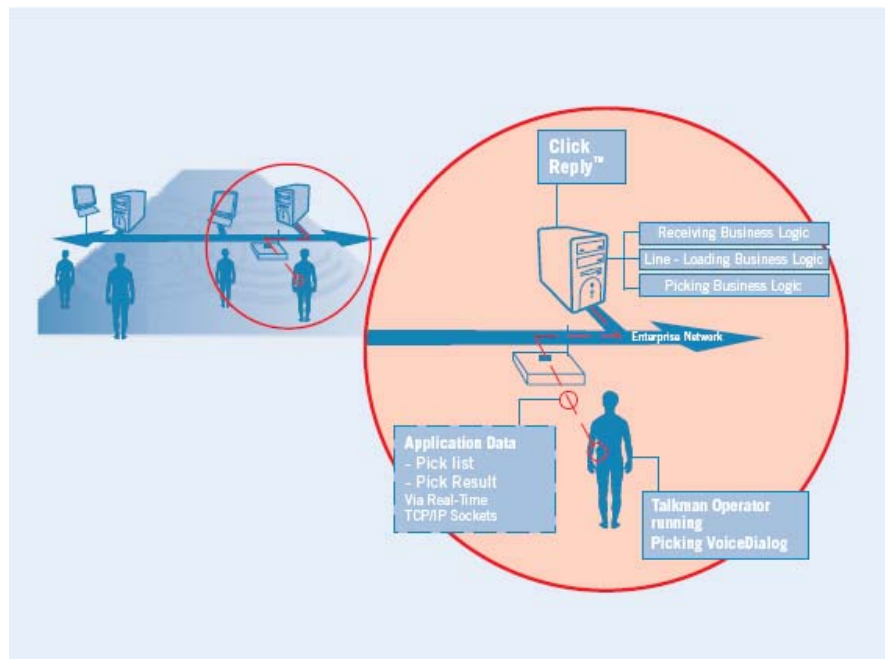 Click
Reply™
Receiving Business Logic
Line - Loading Business Logic
Picking Business Logic
Enterprise Network
Application Data
- Pick list
- Pick Result
Via Real-Time
TCP/IP Sockets
Talkman Operator
running
Picking VoiceDialog